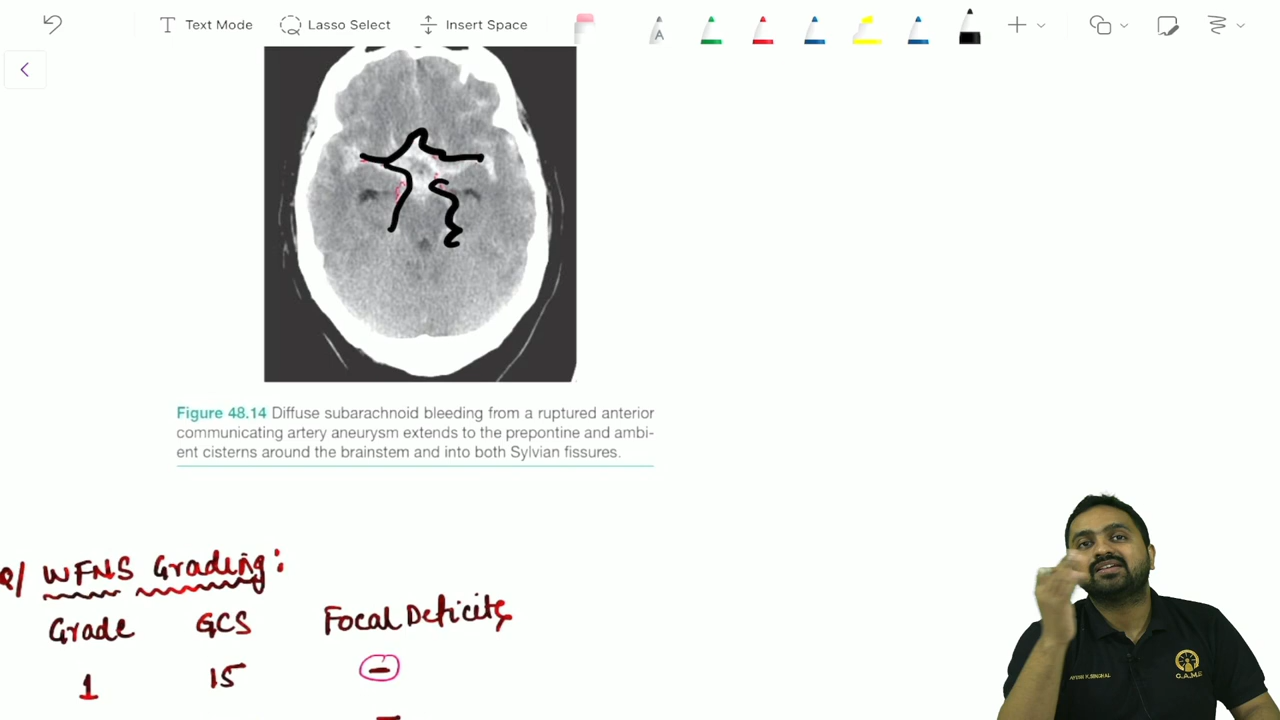 Text Mode
Lasso Select
Insert Space
A
Figure 48.14 Diffuse subarachnoid bleeding from a ruptured anterior
communicating artery aneurysm extends to the prepontine and ambi-
ent cisterns around the brainstem and into both Sylvian fissures.
WFNS Grading:
Grade GCS Focal Deficits
1 15 -
G.A.M.S